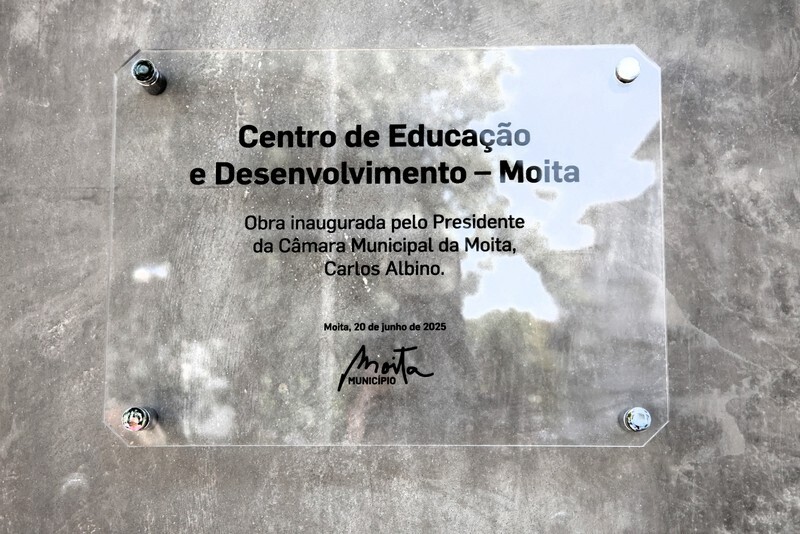 Centro de Educação
e Desenvolvimento – Moita
Obra inaugurada pelo Presidente
da Câmara Municipal da Moita,
Carlos Albino.
Moita, 20 de junho de 2025
Moita
MUNICÍPIO